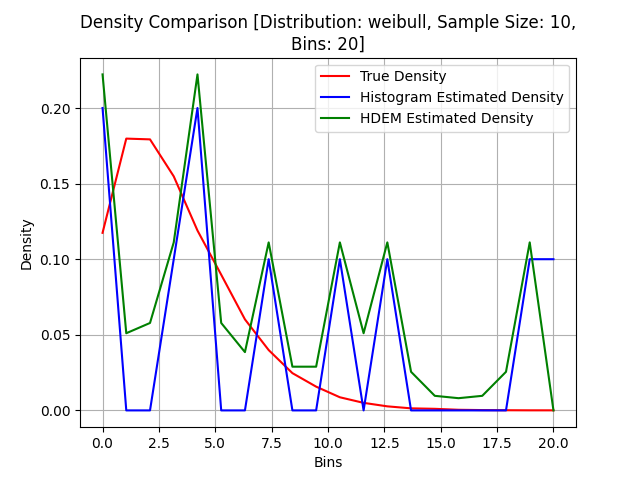 Density Comparison [Distribution: weibull, Sample Size: 10,
Bins: 20]
True Density
Histogram Estimated Density
HDEM Estimated Density
Density
0.20
0.15
0.10
0.05
0.00
0.0 2.5 5.0 7.5 10.0 12.5 15.0 17.5 20.0
Bins